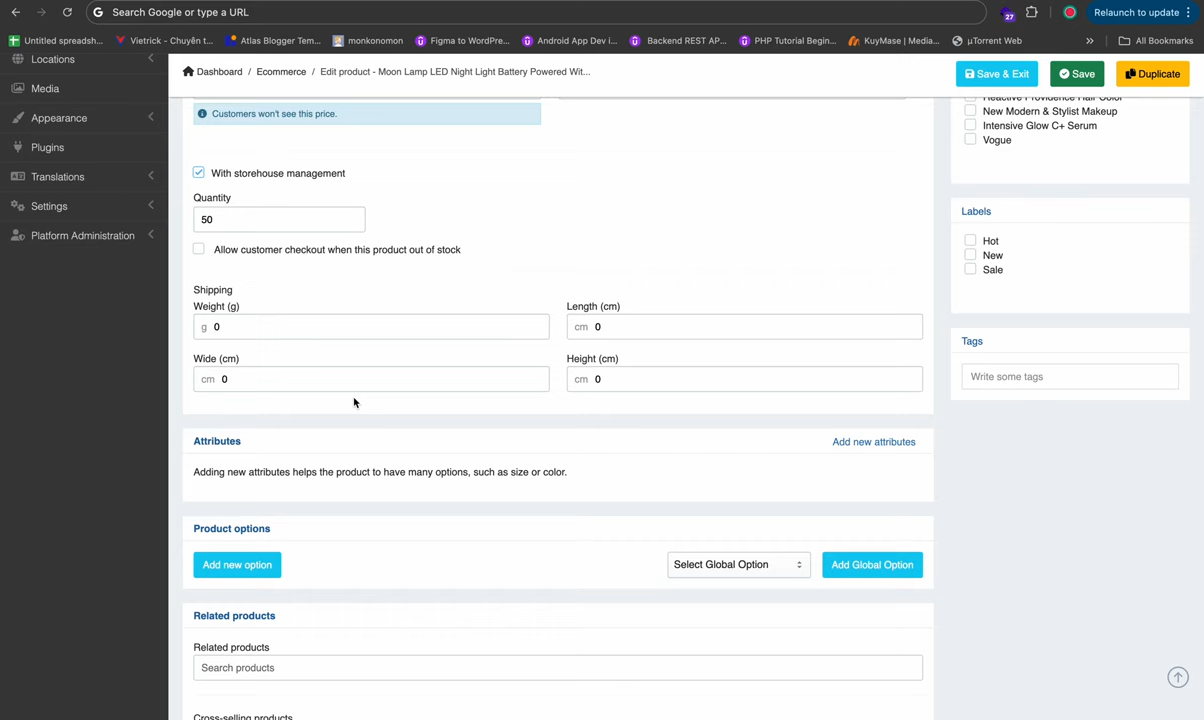 Search Google or type a URL
27
Relaunch to update
Untitled spreadsh...
Vietrick - Chuyên t...
Atlas Blogger Tem...
monkonomon
Figma to WordPre...
Android App Dev i...
Backend REST AP...
PHP Tutorial Begin...
KuyMase | Media...
µTorrent Web
»
All Bookmarks
Locations
Media
Appearance
Plugins
Translations
Settings
Platform Administration
Dashboard / Ecommerce / Edit product - Moon Lamp LED Night Light Battery Powered Wit...
Save & Exit
Save
Duplicate
Customers won't see this price.
With storehouse management
Quantity
50
Allow customer checkout when this product out of stock
Shipping
Weight (g)
g 0
Length (cm)
cm 0
Wide (cm)
cm 0
Height (cm)
cm 0
Attributes
Add new attributes
Adding new attributes helps the product to have many options, such as size or color.
Product options
Add new option
Select Global Option
Add Global Option
Related products
Related products
Search products
Cross-selling products
Reactive Providence Hair Color
New Modern & Stylist Makeup
Intensive Glow C+ Serum
Vogue
Labels
Hot
New
Sale
Tags
Write some tags